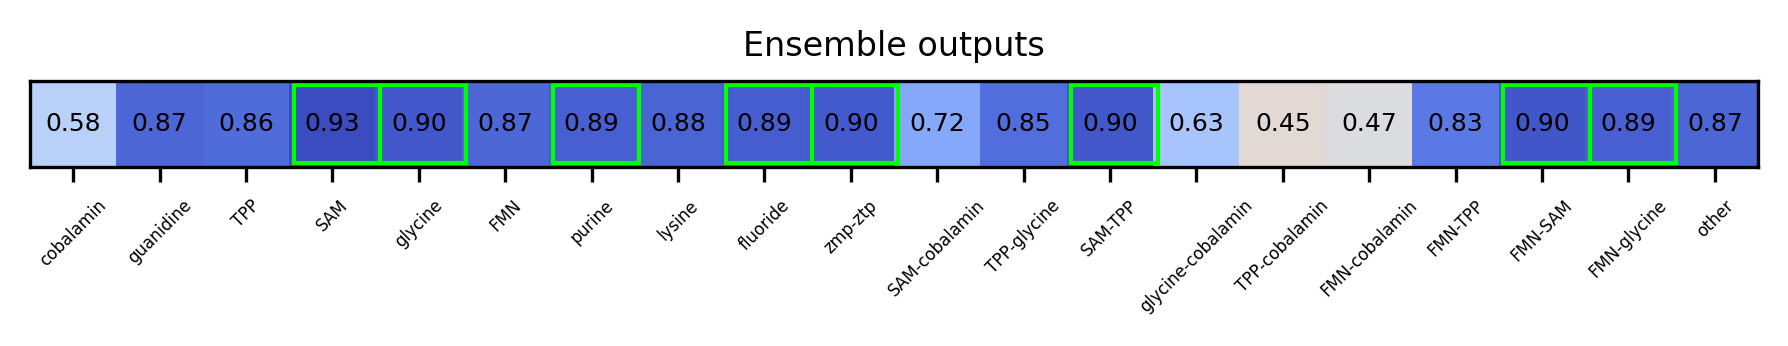 Ensemble outputs
0.58 0.87 0.86 0.93 0.90 0.87 0.89 0.88 0.89 0.90 0.72 0.85 0.90 0.63 0.45 0.47 0.83 0.90 0.89 0.87
cobalamin
guanidine
TPP
SAM
glycine
FMN
purine
lysine
fluoride
zmp-ztp
SAM-cobalamin
TPP-glycine
SAM-TPP
glycine-cobalamin
TPP-cobalamin
FMN-cobalamin
FMN-TPP
FMN-SAM
FMN-glycine
other